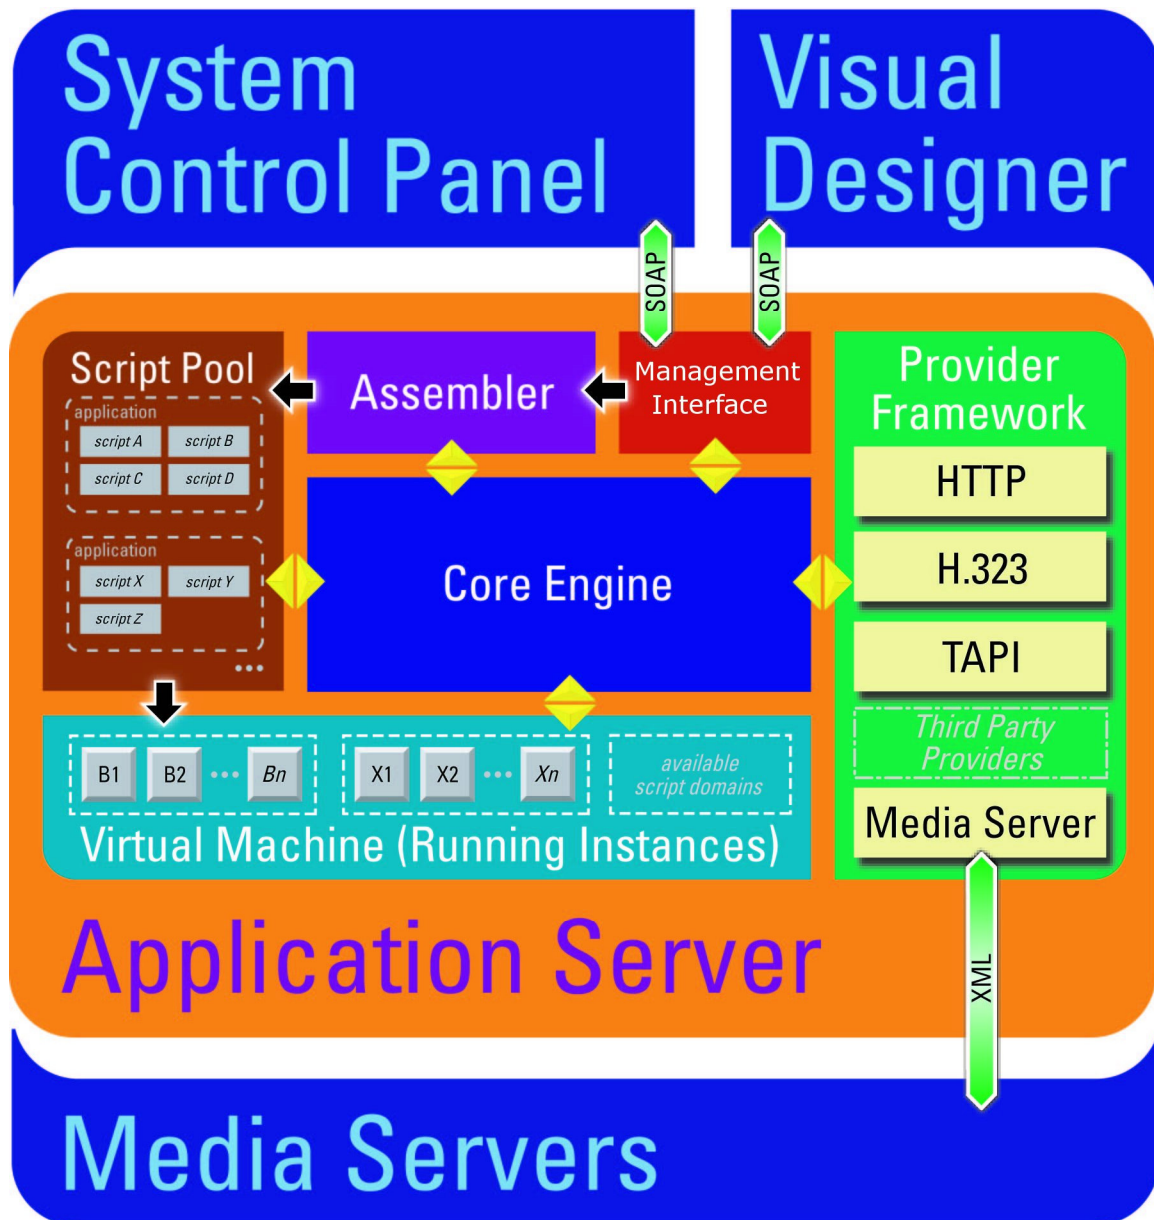 System
Control Panel
Visual
Designer
SOAP
SOAP
Script Pool
application
script A
script B
script C
script D
application
script X
script Y
script Z
...
Assembler
Management
Interface
Core Engine
Provider
Framework
HTTP
H.323
TAPI
Third Party
Providers
Media Server
B1
B2
...
Bn
X1
X2
...
Xn
available
script domains
Virtual Machine (Running Instances)
Application Server
XML
Media Servers